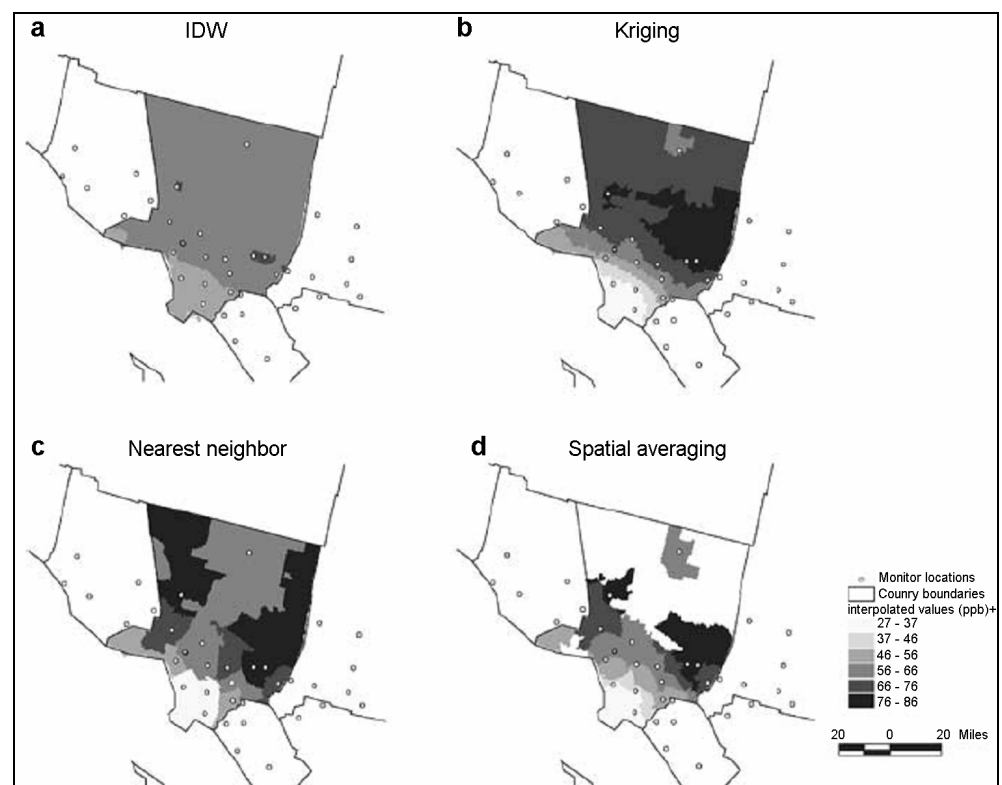 a IDW
b Kriging
c Nearest neighbor
d Spatial averaging
Monitor locations
Counry boundaries
interpolated values (ppb)+
27 - 37
37 - 46
46 - 56
56 - 66
66 - 76
76 - 86
20 0 20 Miles